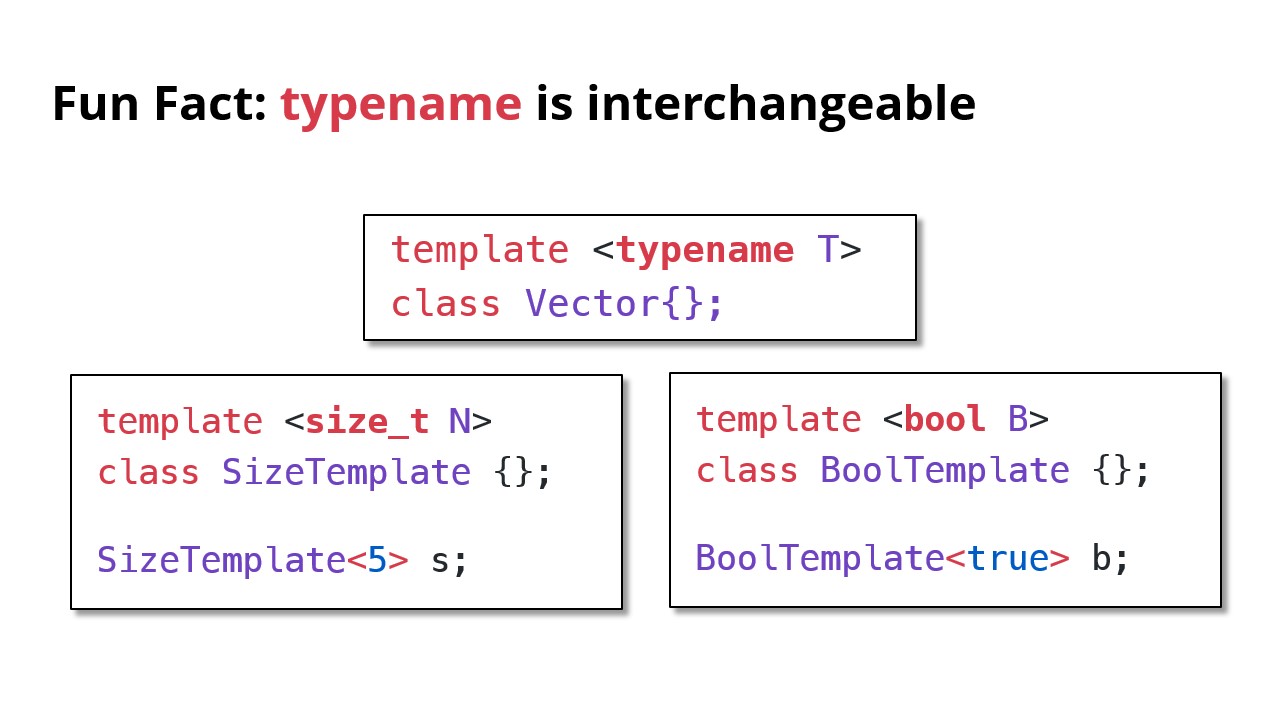 Fun Fact: typename is interchangeable
template <typename T>
class Vector{};
template <size_t N>
class SizeTemplate {};
SizeTemplate<5> s;
template <bool B>
class BoolTemplate {};
BoolTemplate<true> b;